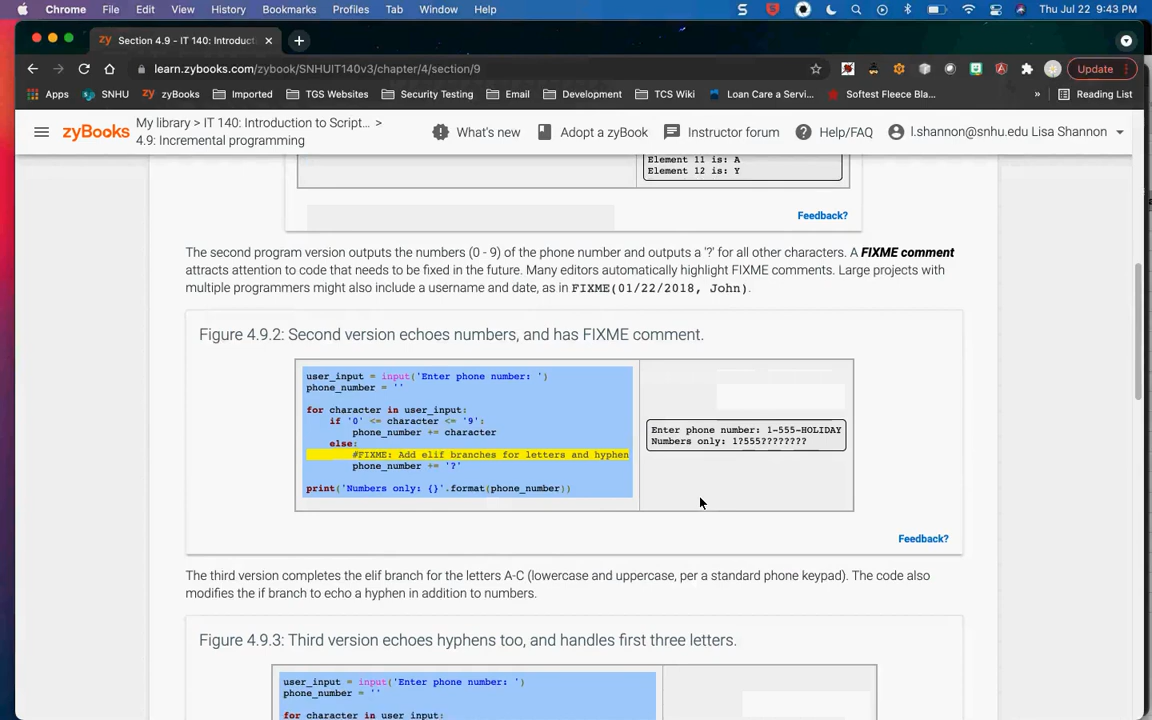 Chrome File Edit View History Bookmarks Profiles Tab Window Help Thu Jul 22 9:43 PM
zy Section 4.9 - IT 140: Introduct
learn.zybooks.com/zybook/SNHUIT140v3/chapter/4/section/9 Update
Apps SNHU zyBooks Imported TGS Websites Security Testing Email Development TCS Wiki Loan Care a Servi... Softest Fleece Bla... » Reading List
zyBooks My library > IT 140: Introduction to Script... > What's new Adopt a zyBook Instructor forum Help/FAQ l.shannon@snhu.edu Lisa Shannon
4.9: Incremental programming
Element 11 is: A
Element 12 is: Y
Feedback?
The second program version outputs the numbers (0 - 9) of the phone number and outputs a '?' for all other characters. A FIXME comment
attracts attention to code that needs to be fixed in the future. Many editors automatically highlight FIXME comments. Large projects with
multiple programmers might also include a username and date, as in FIXME(01/22/2018, John).
Figure 4.9.2: Second version echoes numbers, and has FIXME comment.
user_input = input('Enter phone number: ')
phone_number = ''
for character in user_input:
if '0' <= character <= '9':
phone_number += character
else:
#FIXME: Add elif branches for letters and hyphen
phone_number += '?'
print('Numbers only: {}'.format(phone_number))
Enter phone number: 1-555-HOLIDAY
Numbers only: 1?555????????
Feedback?
The third version completes the elif branch for the letters A-C (lowercase and uppercase, per a standard phone keypad). The code also
modifies the if branch to echo a hyphen in addition to numbers.
Figure 4.9.3: Third version echoes hyphens too, and handles first three letters.
user_input = input('Enter phone number: ')
phone_number = ''
for character in user_input: